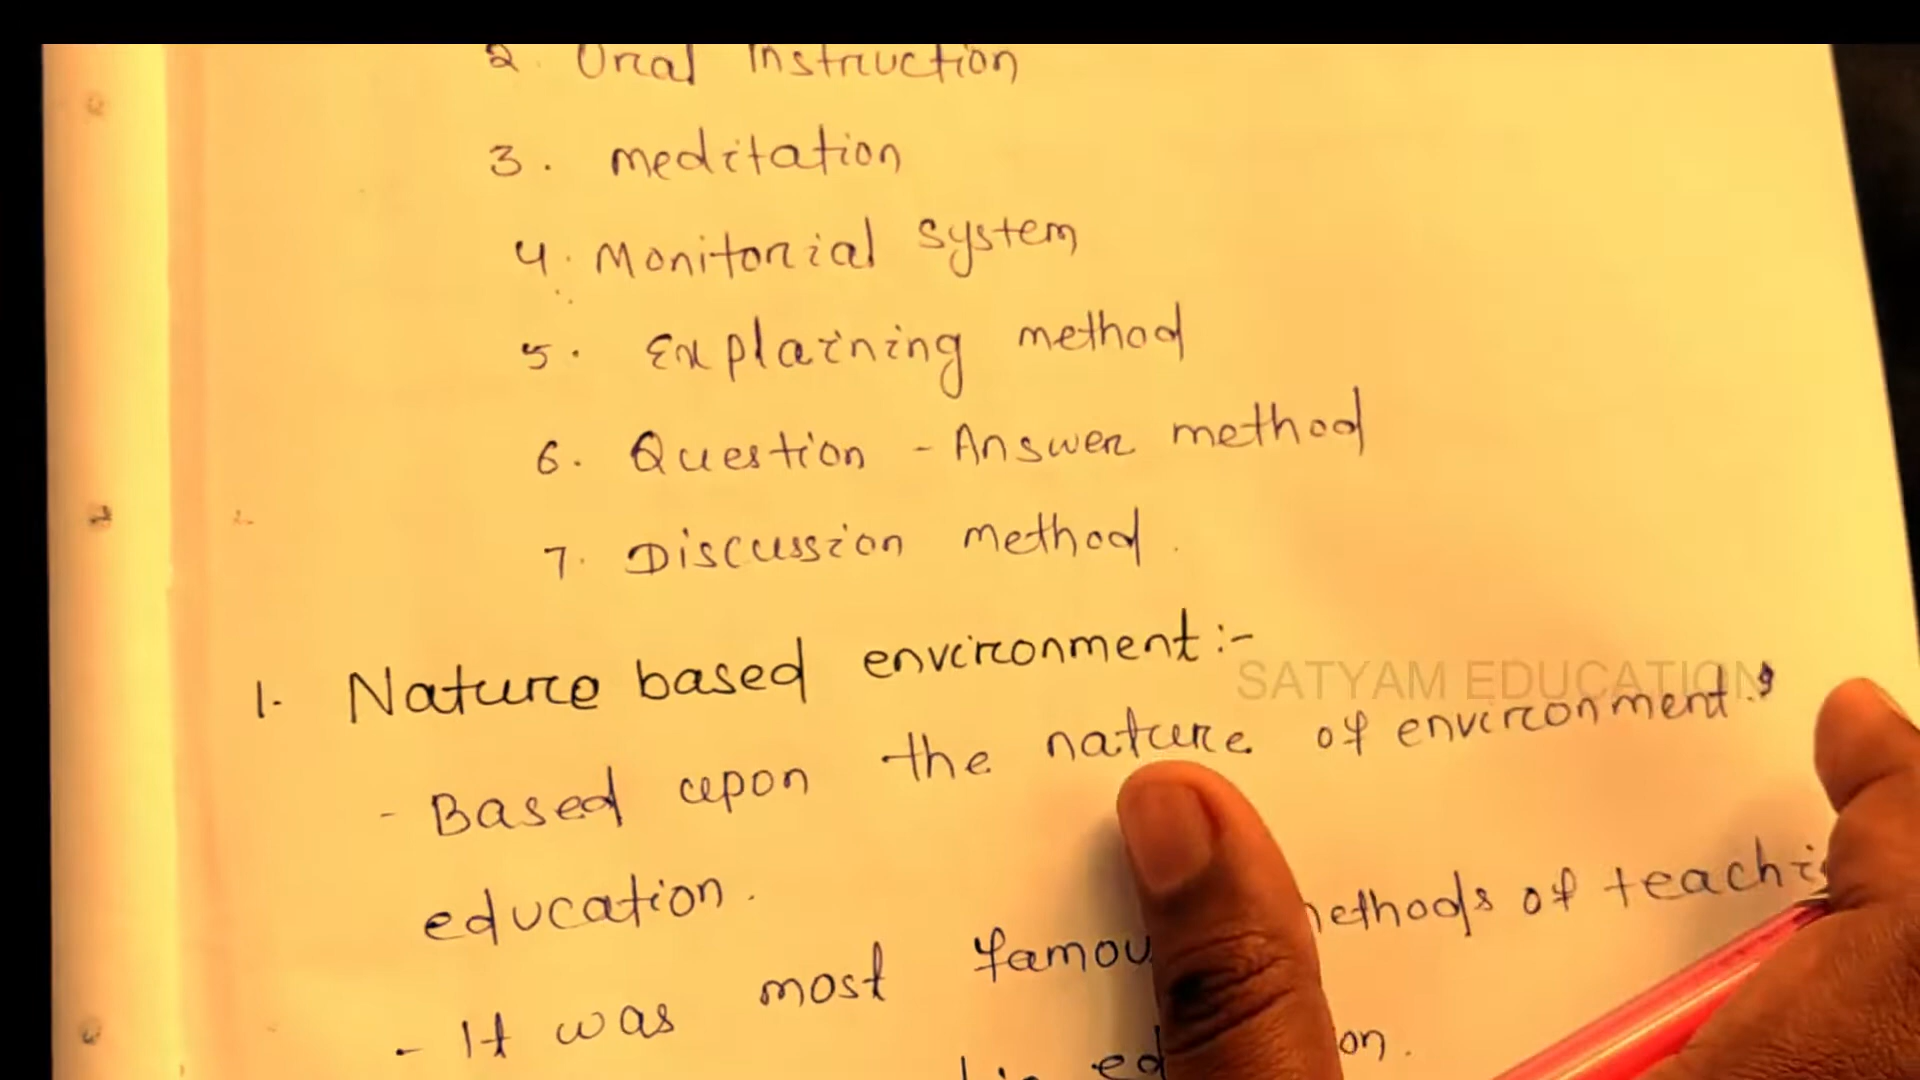 2. Oral Instruction
3. meditation
4. Monitorial system
5. Explaining method
6. Question - Answer method
7. Discussion method.
1. Nature based environment:-
SATYAM EDUCATION
- Based upon the nature of environment
education.
- It was most famou ethods of teachi
ed on.